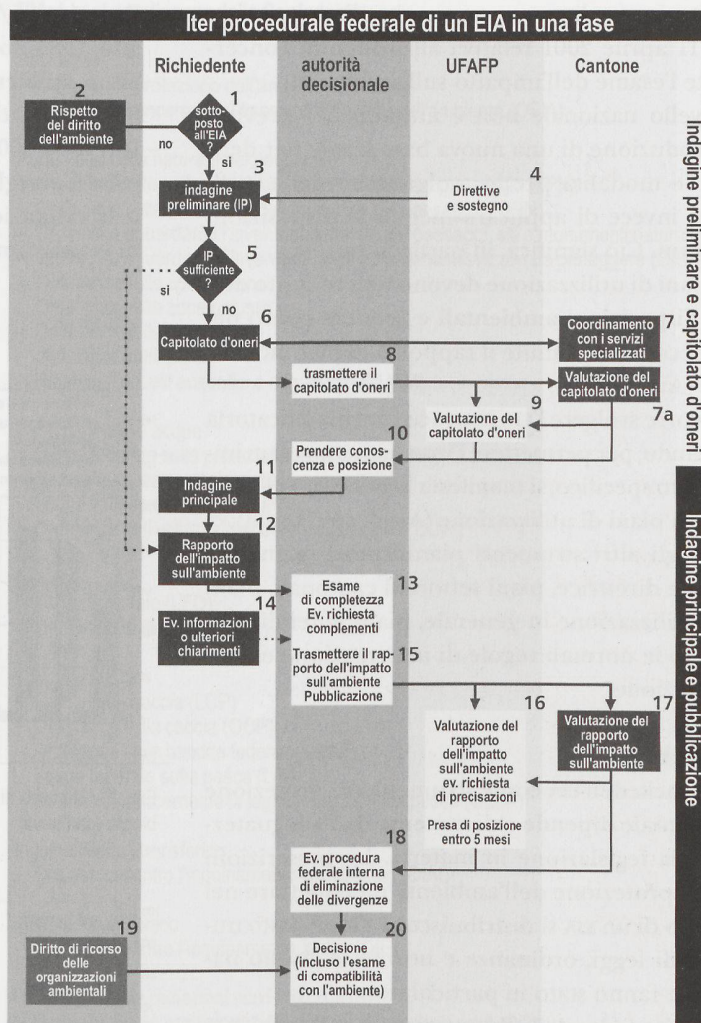 Iter procedurale federale di un EIA in una fase
Richiedente
autorità
decisionale
UFAFP
Cantone
2
Rispetto
del diritto
dell'ambiente
1
sotto-
posto
all'EIA
?
no
si
3
indagine
preliminare (IP)
4
Direttive
e sostegno
5
IP
sufficiente
?
si
no
6
Capitolato d'oneri
7
Coordinamento
con i servizi
specializzati
8
trasmettere il
capitolato d'oneri
Valutazione del
capitolato d'oneri
7a
9
Valutazione del
capitolato d'oneri
10
Prendere conos-
cenza e posizione
11
Indagine
principale
12
Rapporto
dell'impatto
sull'ambiente
13
Esame
di completezza
Ev. richiesta
complementi
14
Ev. informazioni
o ulteriori
chiarimenti
15
Trasmettere il rap-
porto dell'impatto
sull'ambiente
Pubblicazione
16
Valutazione del
rapporto
dell'impatto
sull'ambiente
ev. richiesta
di precisazioni
Presa di posizione
entro 5 mesi
17
Valutazione del
rapporto
dell'impatto
sull'ambiente
18
Ev. procedura
federale interna
di eliminazione
delle divergenze
19
Diritto di ricorso
delle
organizzazioni
ambientali
20
Decisione
(incluso l'esame
di compatibilità
con l'ambiente)
Indagine preliminare e capitolato d'oneri
Indagine principale e pubblicazione